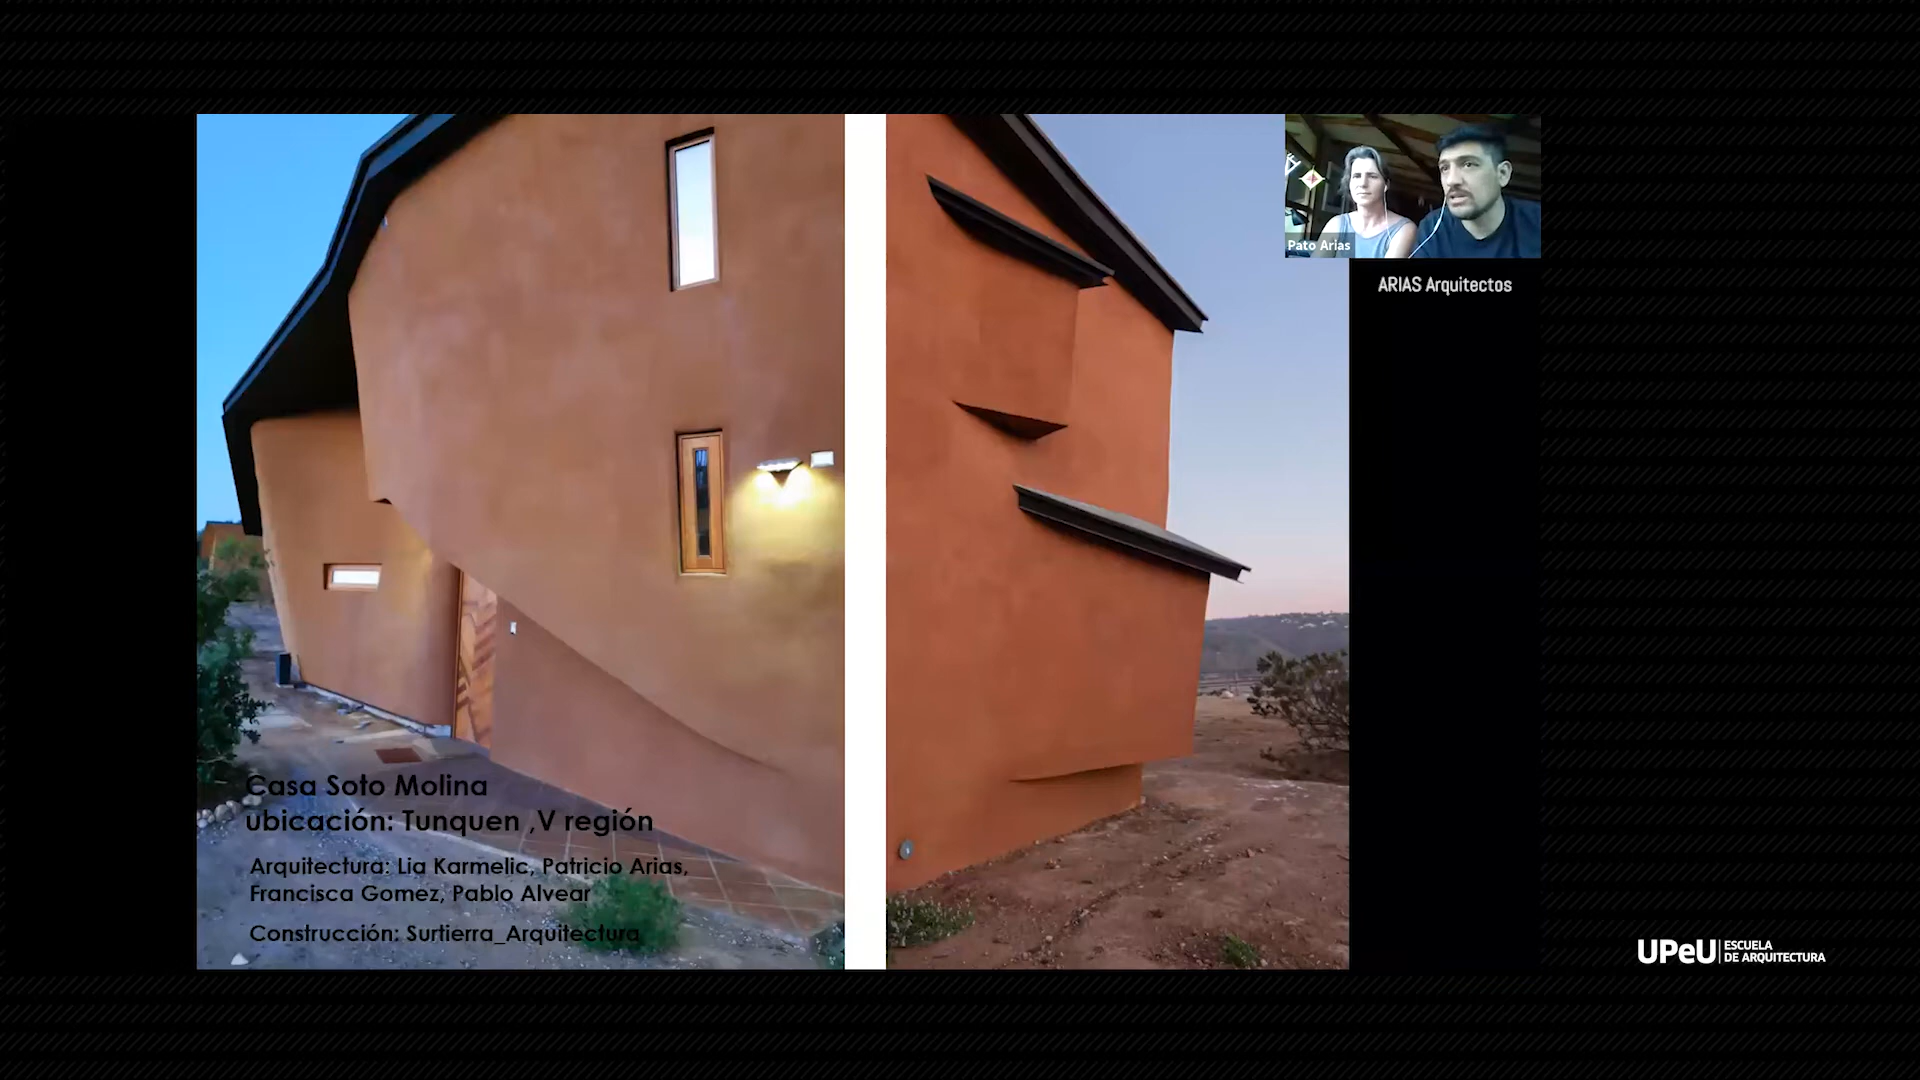 Casa Soto Molina
ubicación: Tunquen ,V región
Arquitectura: Lia Karmelic, Patricio Arias,
Francisca Gomez, Pablo Alvear
Construcción: Surtierra_Arquitectura
Pato Arias
ARIAS Arquitectos
UPeU ESCUELA
DE ARQUITECTURA